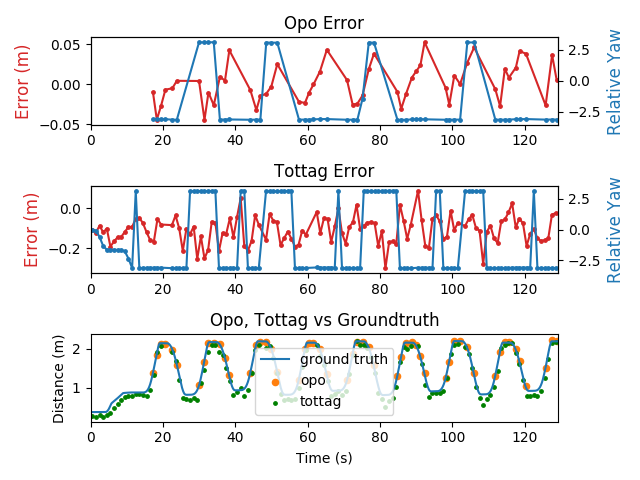 Opo Error
Error (m)
0.05
0.00
−0.05
2.5
0.0
−2.5
Relative Yaw
0 20 40 60 80 100 120
Tottag Error
Error (m)
0.0
−0.2
2.5
0.0
−2.5
Relative Yaw
0 20 40 60 80 100 120
Opo, Tottag vs Groundtruth
Distance (m)
2
1
ground truth
opo
tottag
0 20 40 60 80 100 120
Time (s)